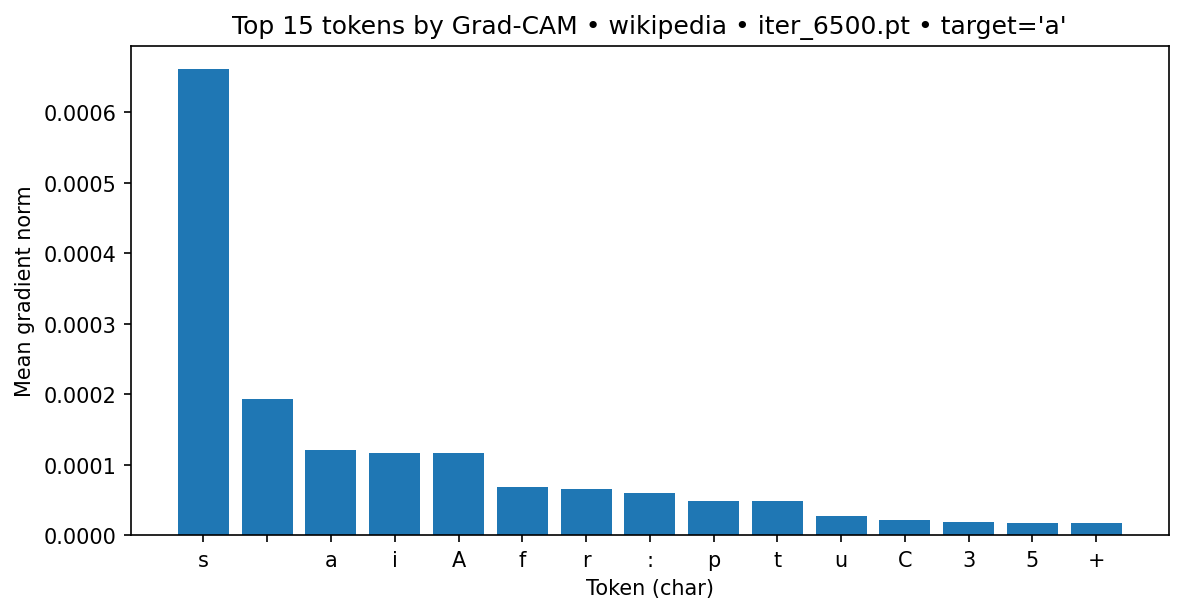 Top 15 tokens by Grad-CAM • wikipedia • iter_6500.pt • target='a'
Mean gradient norm
0.0006
0.0005
0.0004
0.0003
0.0002
0.0001
0.0000
s a i A f r : p t u C 3 5 +
Token (char)